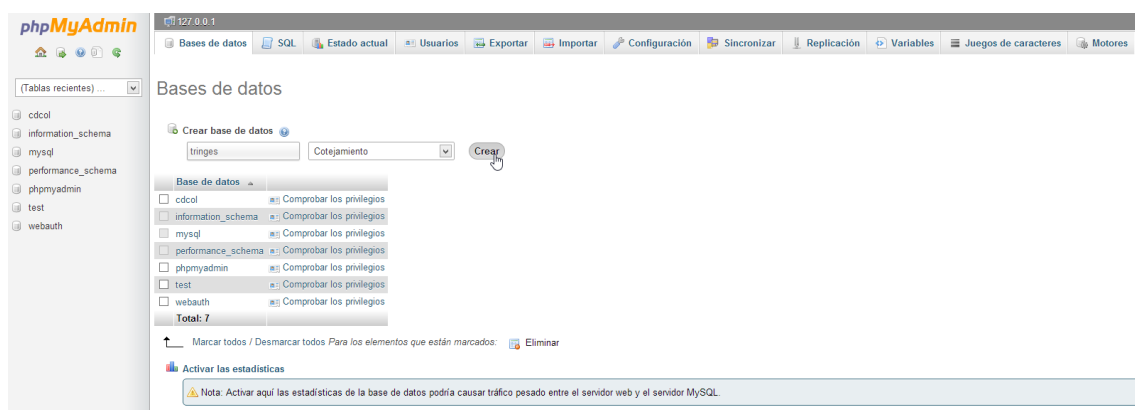 phpMyAdmin
(Tablas recientes) ...
cdcol
information_schema
mysql
performance_schema
phpmyadmin
test
webauth
127.0.0.1
Bases de datos SQL Estado actual Usuarios Exportar Importar Configuración Sincronizar Replicación Variables Juegos de caracteres Motores
Bases de datos
Crear base de datos
tringes Cotejamiento Crear
Base de datos
cdcol Comprobar los privilegios
information_schema Comprobar los privilegios
mysql Comprobar los privilegios
performance_schema Comprobar los privilegios
phpmyadmin Comprobar los privilegios
test Comprobar los privilegios
webauth Comprobar los privilegios
Total: 7
Marcar todos / Desmarcar todos Para los elementos que están marcados: Eliminar
Activar las estadísticas
Nota: Activar aquí las estadísticas de la base de datos podría causar tráfico pesado entre el servidor web y el servidor MySQL.